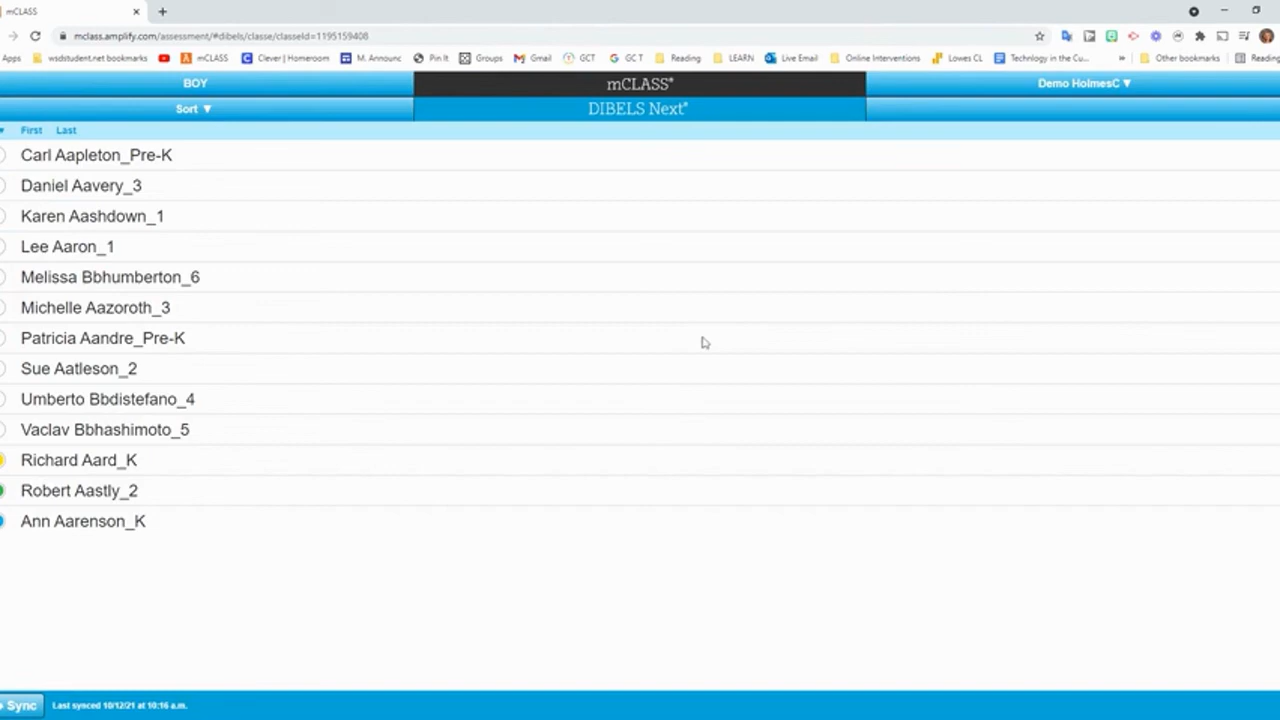 mCLASS
mclass.amplify.com/assessment/#dibels/classe/classeId=1195159408
Apps wsdstudent.net bookmarks mCLASS Clever | Homeroom M. Announc Pin It Groups Gmail GCT GC T Reading LEARN Live Email Online Interventions Lowes CL Technlogy in the Cu... » Other bookmarks Reading
BOY mCLASS® Demo HolmesC ▼
Sort ▼ DIBELS Next®
First Last
Carl Aapleton_Pre-K
Daniel Aavery_3
Karen Aashdown_1
Lee Aaron_1
Melissa Bbhumberton_6
Michelle Aazoroth_3
Patricia Aandre_Pre-K
Sue Aatleson_2
Umberto Bbdistefano_4
Vaclav Bbhashimoto_5
Richard Aard_K
Robert Aastly_2
Ann Aarenson_K
Sync Last synced 10/12/21 at 10:16 a.m.